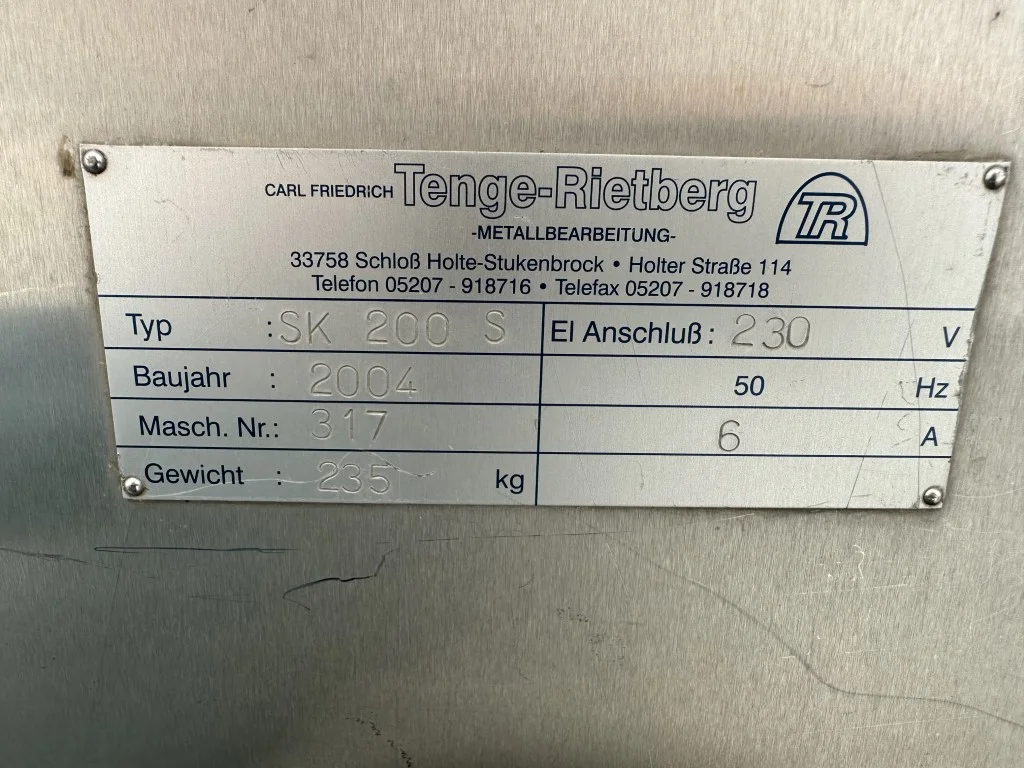 CARL FRIEDRICH Tenge-Rietberg TR
-METALLBEARBEITUNG-
33758 Schloß Holte-Stukenbrock • Holter Straße 114
Telefon 05207 - 918716 • Telefax 05207 - 918718
Typ : SK 200 S El Anschluß : 230 V
Baujahr : 2004 50 Hz
Masch. Nr.: 317 6 A
Gewicht : 235 kg